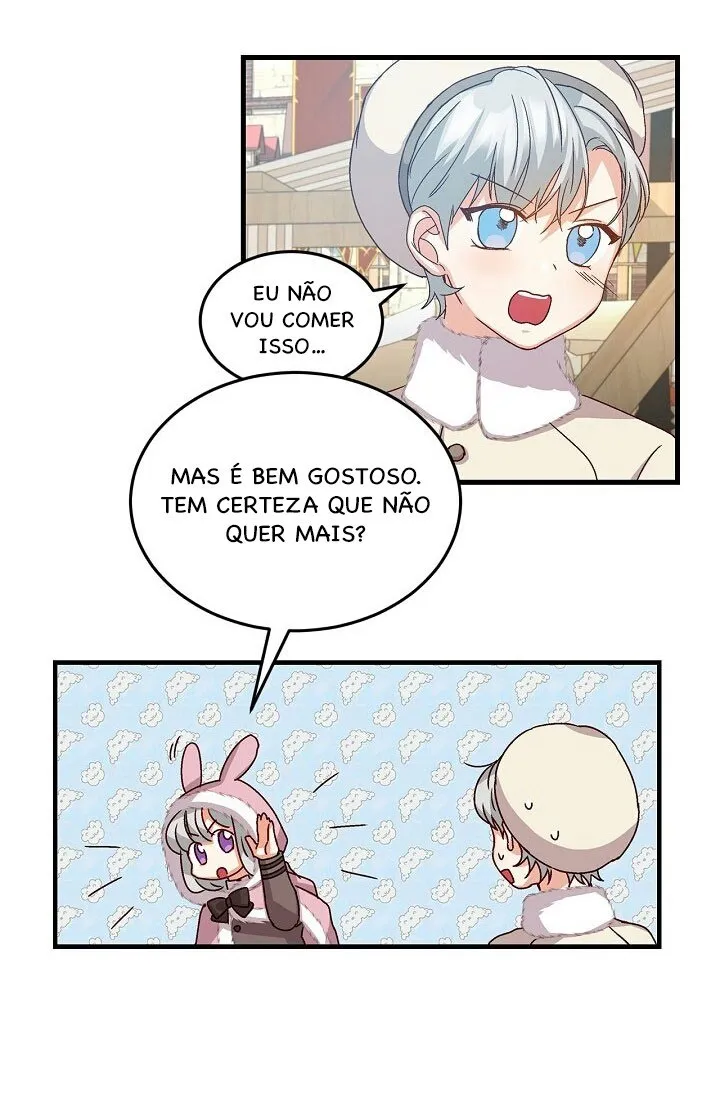 EU NÃO
VOU COMER
ISSO...
MAS É BEM GOSTOSO.
TEM CERTEZA QUE NÃO
QUER MAIS?